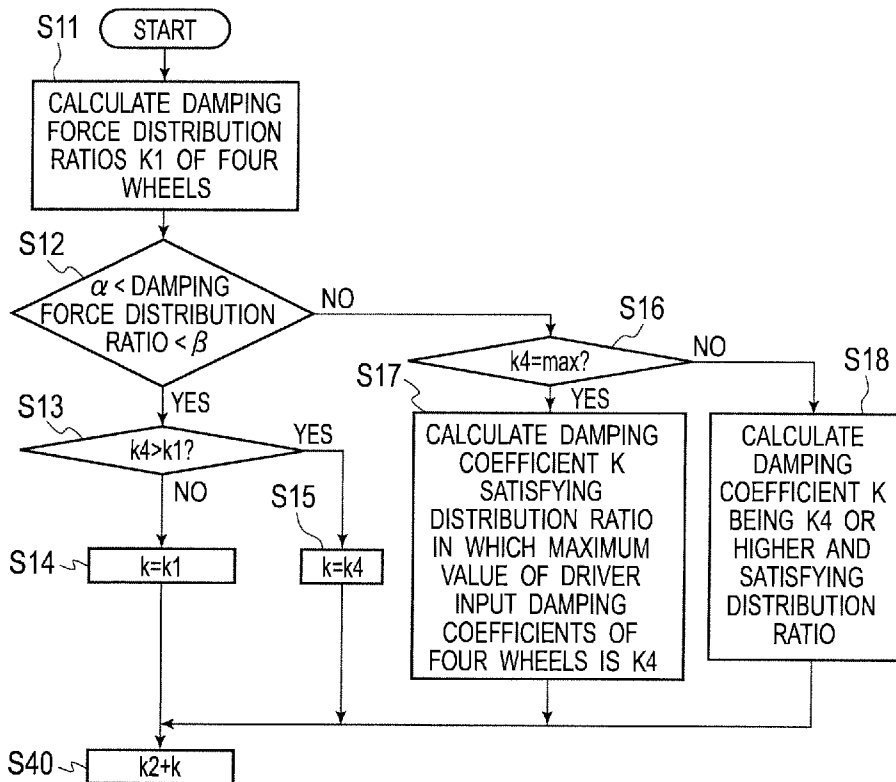 S11
START
CALCULATE DAMPING
FORCE DISTRIBUTION
RATIOS K1 OF FOUR
WHEELS
S12
α < DAMPING
FORCE DISTRIBUTION
RATIO < β
NO
YES
S16
k4=max?
NO
YES
S13
k4>k1?
YES
NO
S14
k=k1
S15
k=k4
S17
CALCULATE DAMPING
COEFFICIENT K
SATISFYING
DISTRIBUTION RATIO
IN WHICH MAXIMUM
VALUE OF DRIVER
INPUT DAMPING
COEFFICIENTS OF
FOUR WHEELS IS K4
S18
CALCULATE
DAMPING
COEFFICIENT K
BEING K4 OR
HIGHER AND
SATISFYING
DISTRIBUTION
RATIO
S40
k2+k